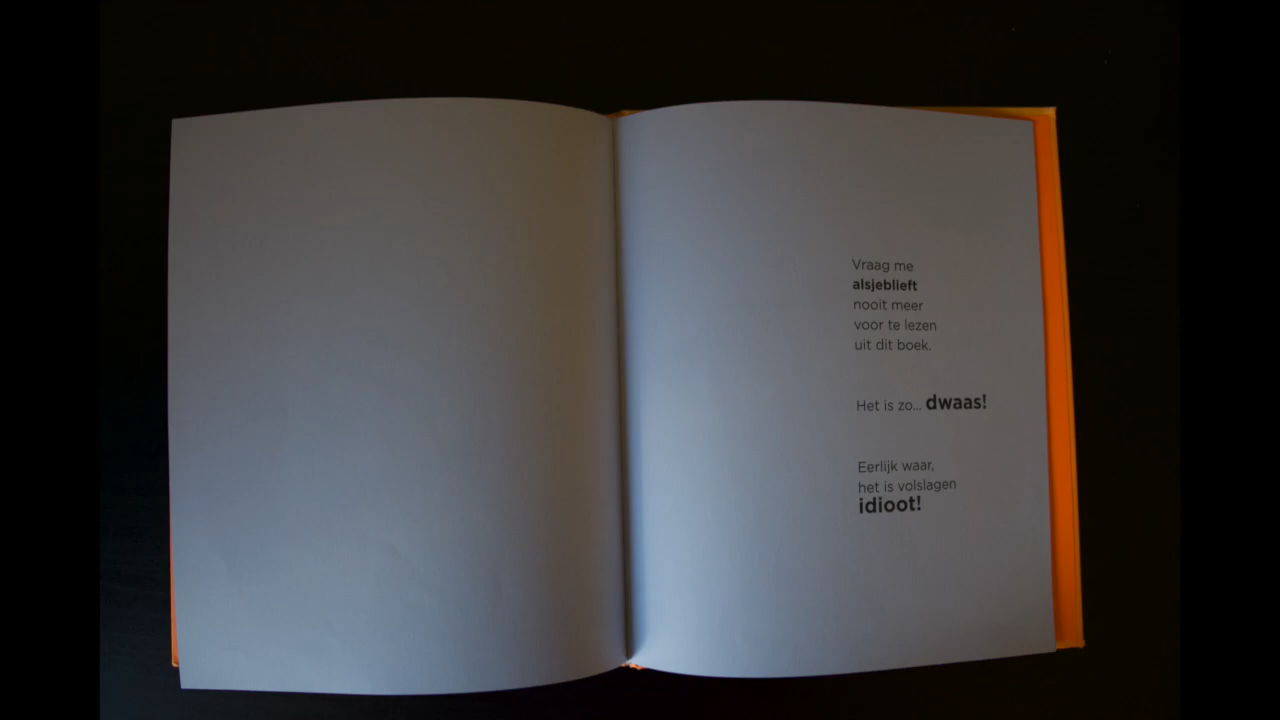 Vraag me
alsjeblieft
nooit meer
voor te lezen
uit dit boek.
Het is zo... dwaas!
Eerlijk waar,
het is volslagen
idioot!